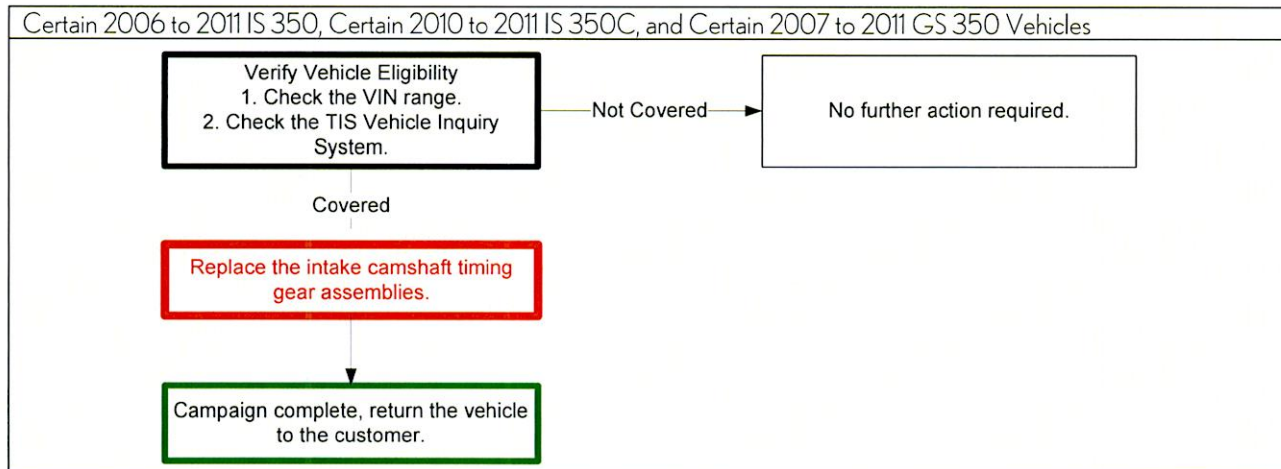 Certain 2006 to 2011 IS 350, Certain 2010 to 2011 IS 350C, and Certain 2007 to 2011 GS 350 Vehicles
Verify Vehicle Eligibility
1. Check the VIN range.
2. Check the TIS Vehicle Inquiry
System.
Not Covered
No further action required.
Covered
Replace the intake camshaft timing
gear assemblies.
Campaign complete, return the vehicle
to the customer.